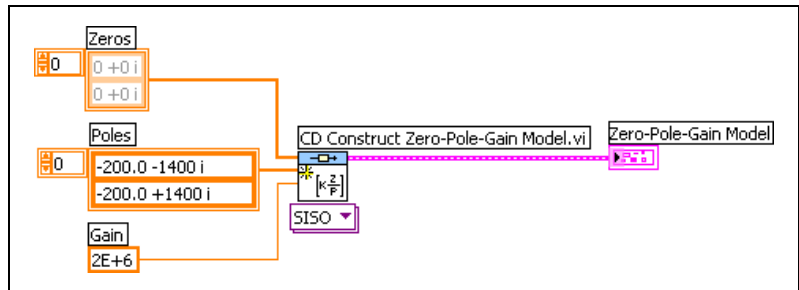 Zeros
0
0 +0 i
0 +0 i
Poles
0
-200.0 -1400 i
-200.0 +1400 i
Gain
2E+6
CD Construct Zero-Pole-Gain Model.vi
[K Z/P]
SISO
Zero-Pole-Gain Model